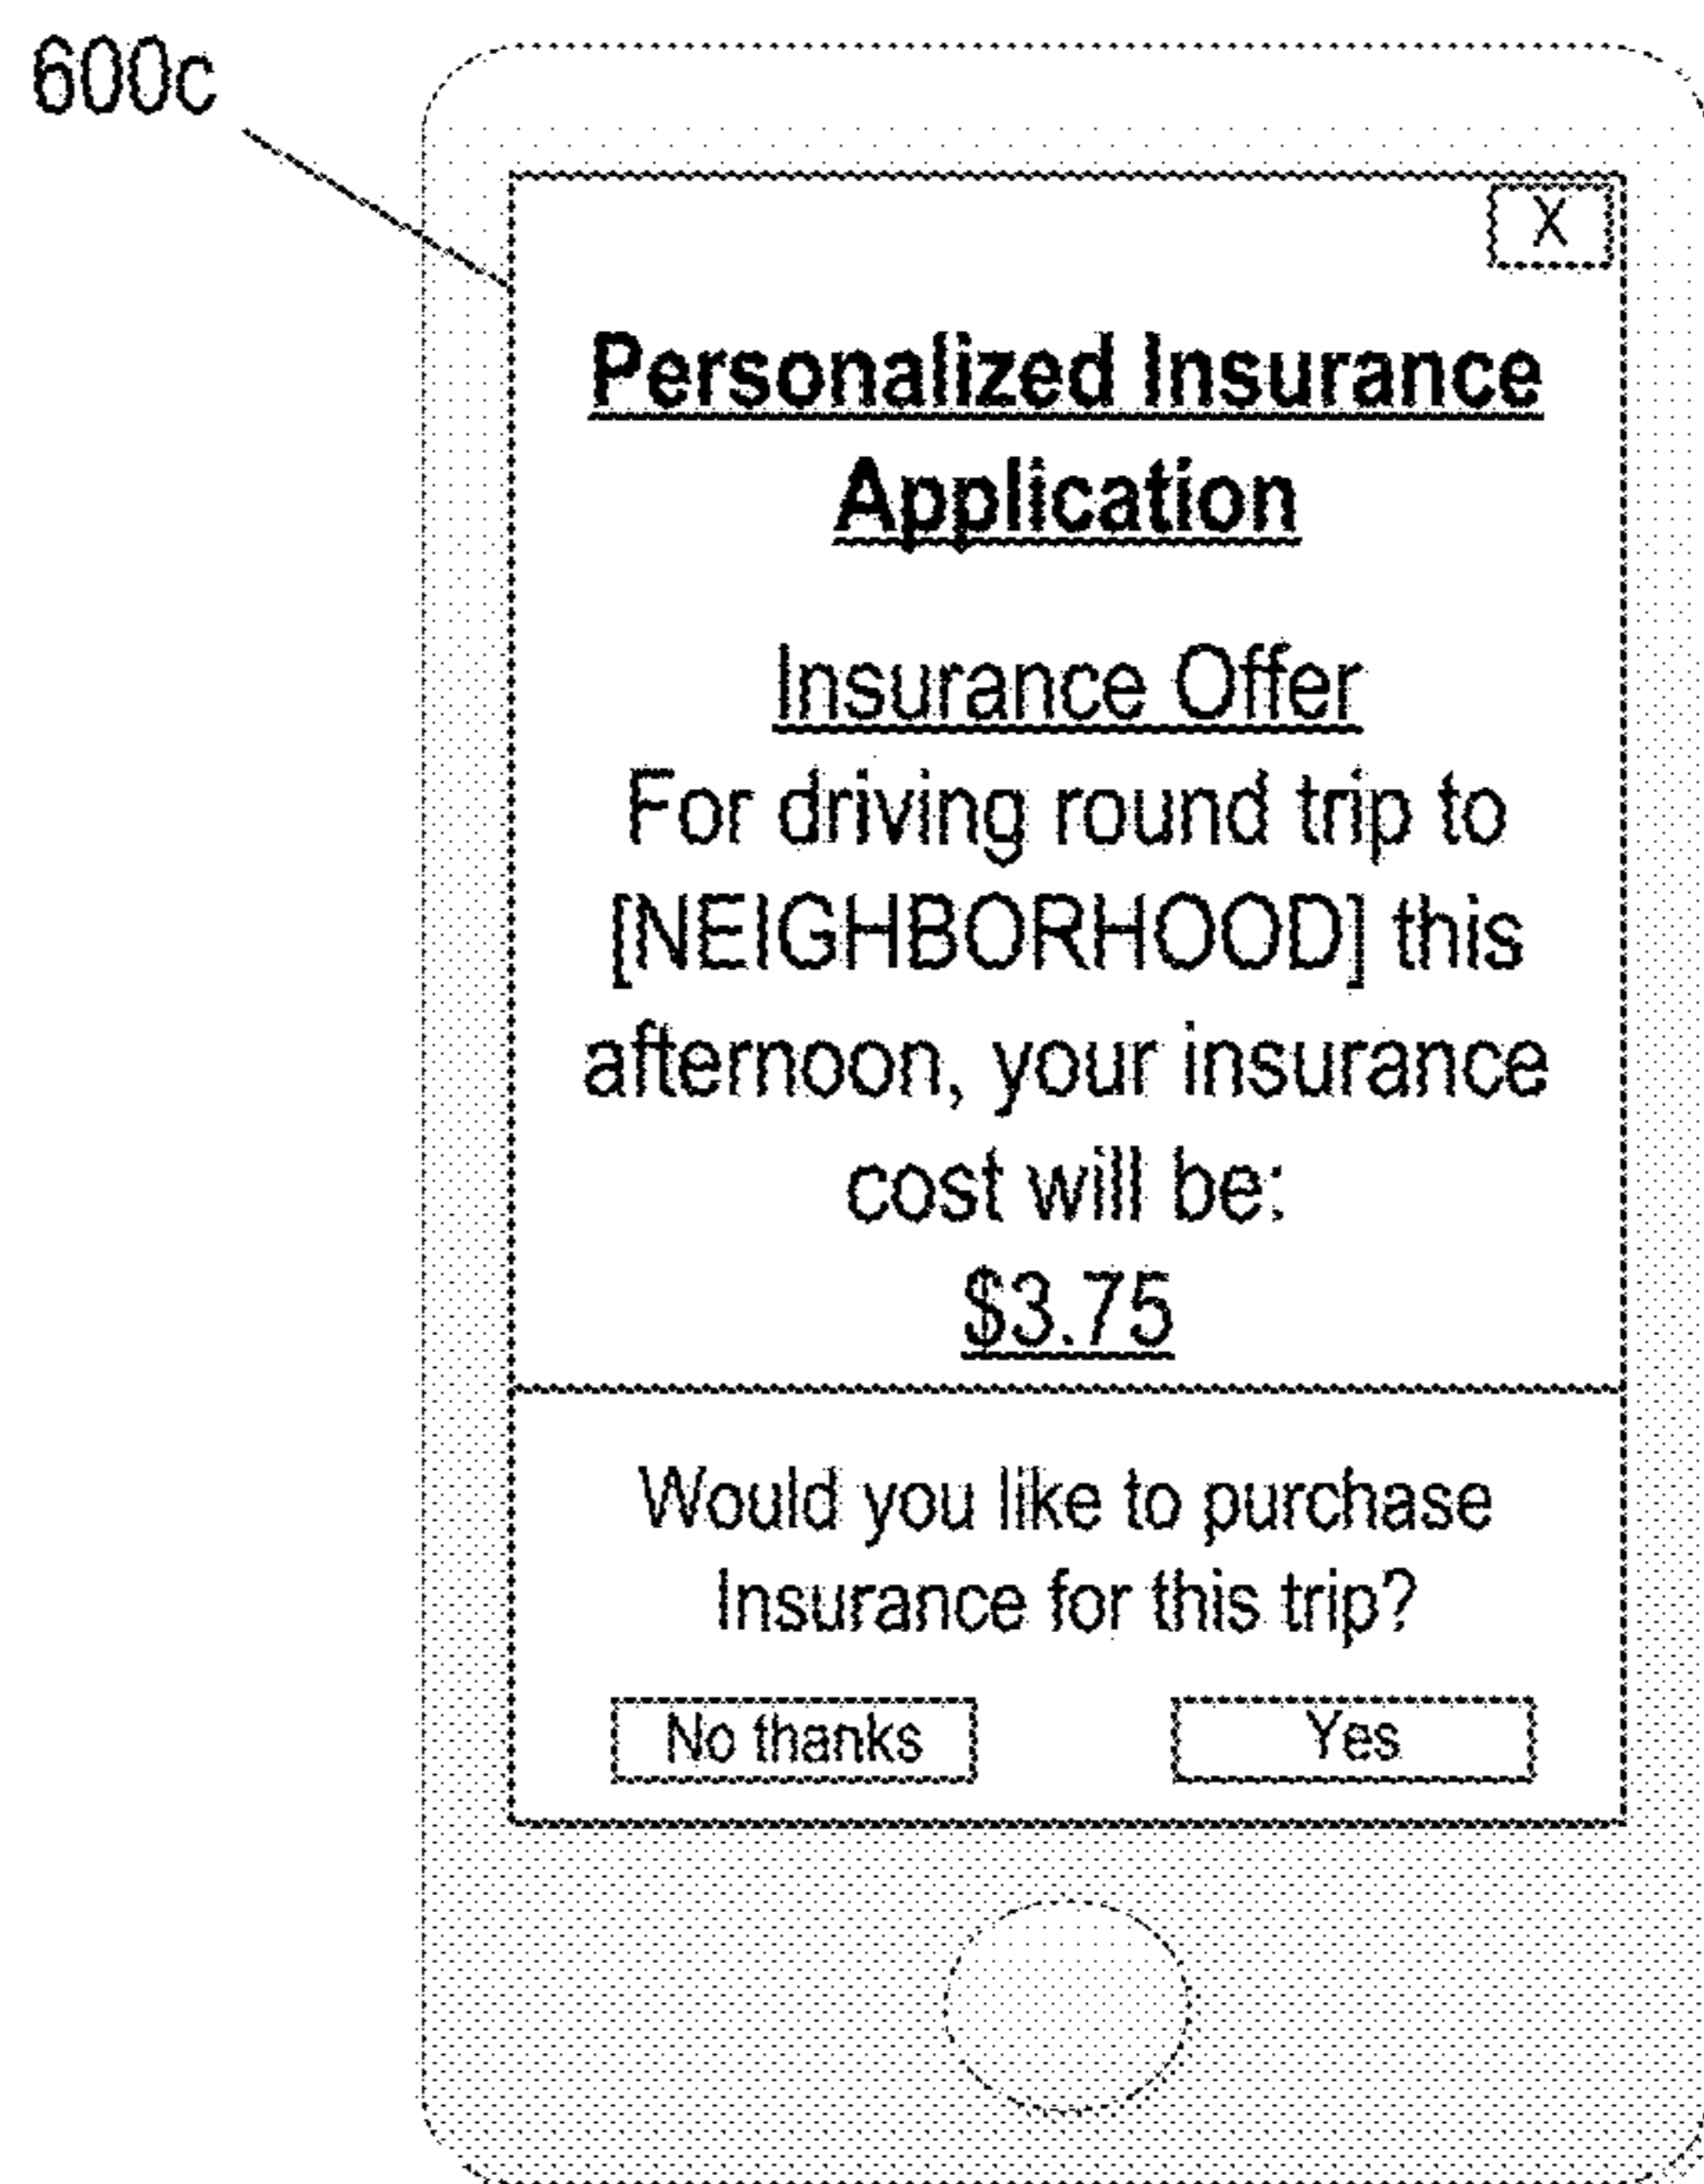 600c
X
Personalized Insurance
Application
Insurance Offer
For driving round trip to
[NEIGHBORHOOD] this
afternoon, your insurance
cost will be:
$3.75
Would you like to purchase
Insurance for this trip?
No thanks
Yes